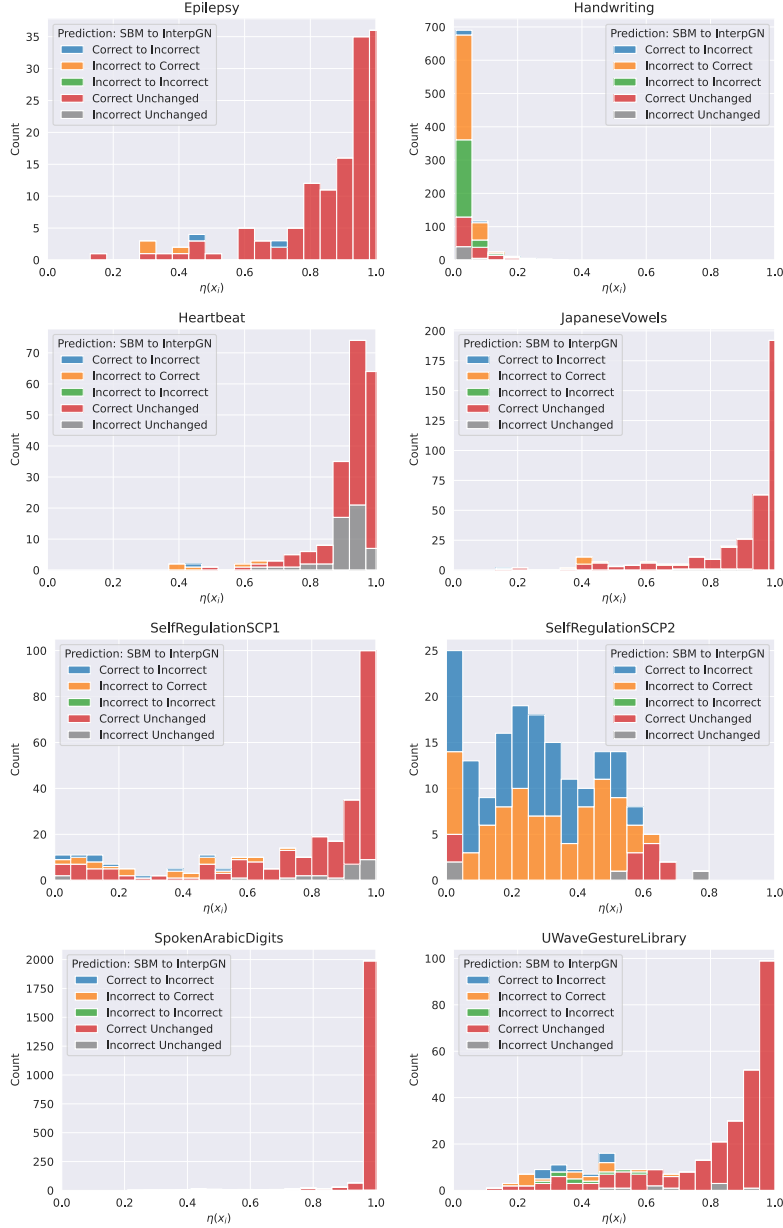 Epilepsy
Prediction: SBM to InterpGN
Correct to Incorrect
Incorrect to Correct
Incorrect to Incorrect
Correct Unchanged
Incorrect Unchanged
Count
35
30
25
20
15
10
5
0
0.0 0.2 0.4 0.6 0.8 1.0
η(x_i)
Handwriting
Prediction: SBM to InterpGN
Correct to Incorrect
Incorrect to Correct
Incorrect to Incorrect
Correct Unchanged
Incorrect Unchanged
Count
700
600
500
400
300
200
100
0
0.0 0.2 0.4 0.6 0.8 1.0
η(x_i)
Heartbeat
Prediction: SBM to InterpGN
Correct to Incorrect
Incorrect to Correct
Incorrect to Incorrect
Correct Unchanged
Incorrect Unchanged
Count
70
60
50
40
30
20
10
0
0.0 0.2 0.4 0.6 0.8 1.0
η(x_i)
JapaneseVowels
Prediction: SBM to InterpGN
Correct to Incorrect
Incorrect to Correct
Incorrect to Incorrect
Correct Unchanged
Incorrect Unchanged
Count
200
175
150
125
100
75
50
25
0
0.0 0.2 0.4 0.6 0.8 1.0
η(x_i)
SelfRegulationSCP1
Prediction: SBM to InterpGN
Correct to Incorrect
Incorrect to Correct
Incorrect to Incorrect
Correct Unchanged
Incorrect Unchanged
Count
100
80
60
40
20
0
0.0 0.2 0.4 0.6 0.8 1.0
η(x_i)
SelfRegulationSCP2
Prediction: SBM to InterpGN
Correct to Incorrect
Incorrect to Correct
Incorrect to Incorrect
Correct Unchanged
Incorrect Unchanged
Count
25
20
15
10
5
0
0.0 0.2 0.4 0.6 0.8 1.0
η(x_i)
SpokenArabicDigits
Prediction: SBM to InterpGN
Correct to Incorrect
Incorrect to Correct
Incorrect to Incorrect
Correct Unchanged
Incorrect Unchanged
Count
2000
1750
1500
1250
1000
750
500
250
0
0.0 0.2 0.4 0.6 0.8 1.0
η(x_i)
UWaveGestureLibrary
Prediction: SBM to InterpGN
Correct to Incorrect
Incorrect to Correct
Incorrect to Incorrect
Correct Unchanged
Incorrect Unchanged
Count
100
80
60
40
20
0
0.0 0.2 0.4 0.6 0.8 1.0
η(x_i)